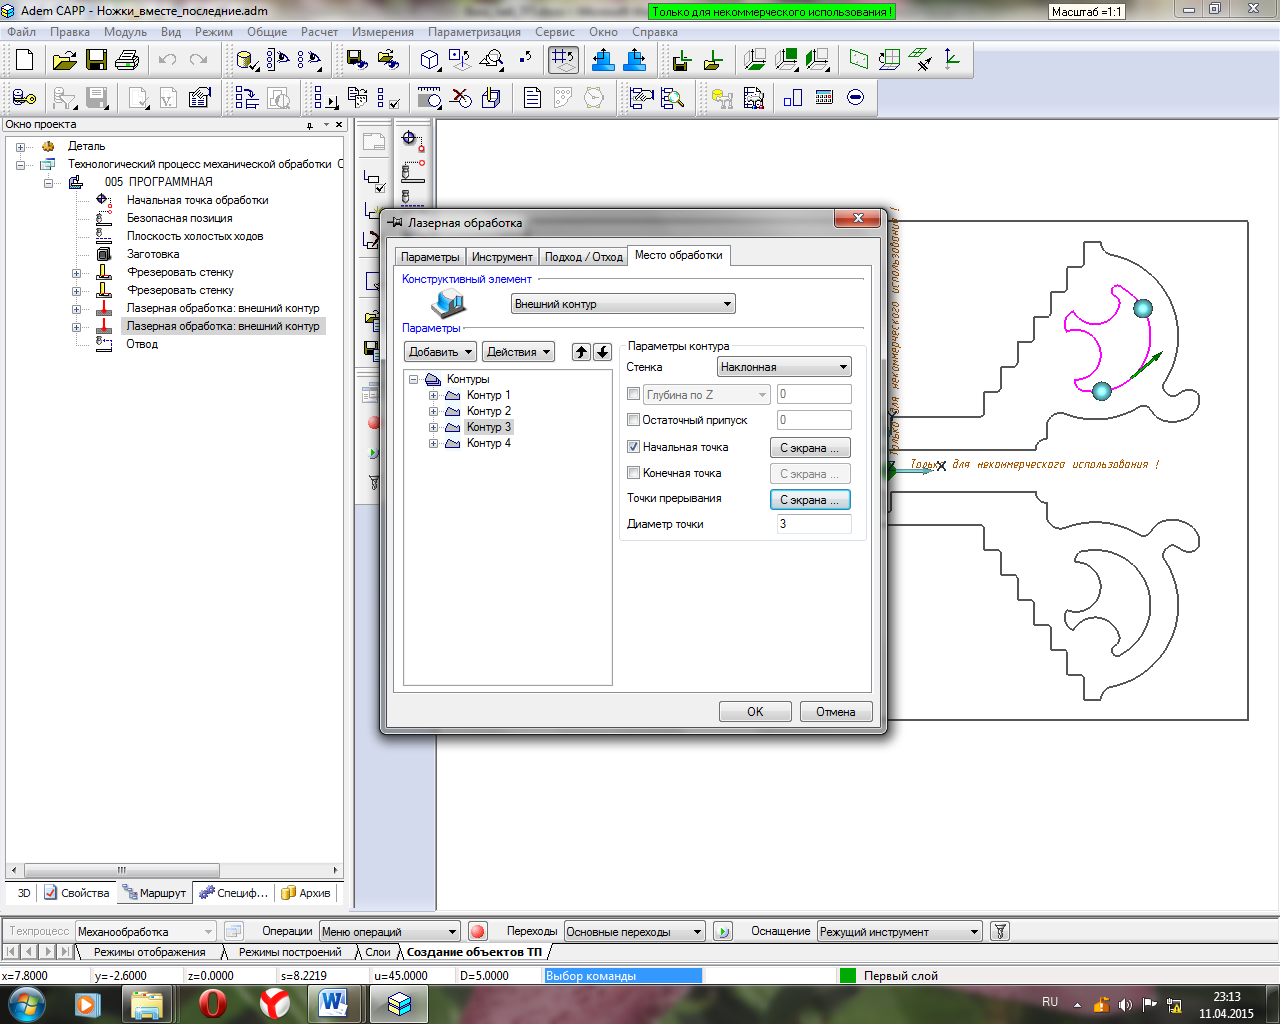 Adem CAPP - Ножки_вместе_последние.adm
Только для некоммерческого использования !
Масштаб =1:1
Файл Правка Модуль Вид Режим Общие Расчет Измерения Параметризация Сервис Окно Справка
Окно проекта
Деталь
Технологический процесс механической обработки С
005 ПРОГРАММНАЯ
Начальная точка обработки
Безопасная позиция
Плоскость холостых ходов
Заготовка
Фрезеровать стенку
Фрезеровать стенку
Лазерная обработка: внешний контур
Лазерная обработка: внешний контур
Отвод
3D Свойства Маршрут Специф... Архив
Лазерная обработка
Параметры Инструмент Подход / Отход Место обработки
Конструктивный элемент
Внешний контур
Параметры
Добавить Действия
Контуры
Контур 1
Контур 2
Контур 3
Контур 4
Параметры контура
Стенка Наклонная
Глубина по Z 0
Остаточный припуск 0
Начальная точка С экрана ...
Конечная точка С экрана ...
Точки прерывания С экрана ...
Диаметр точки 3
OK Отмена
Только для некоммерческого использования !
X
Только для некоммерческого использования !
Техпроцесс Механообработка Операции Меню операций Переходы Основные переходы Оснащение Режущий инструмент
Режимы отображения Режимы построений Слои Создание объектов ТП
x=7.8000 y=-2.6000 z=0.0000 s=8.2219 u=45.0000 D=5.0000 Выбор команды Первый слой
RU 23:13
11.04.2015